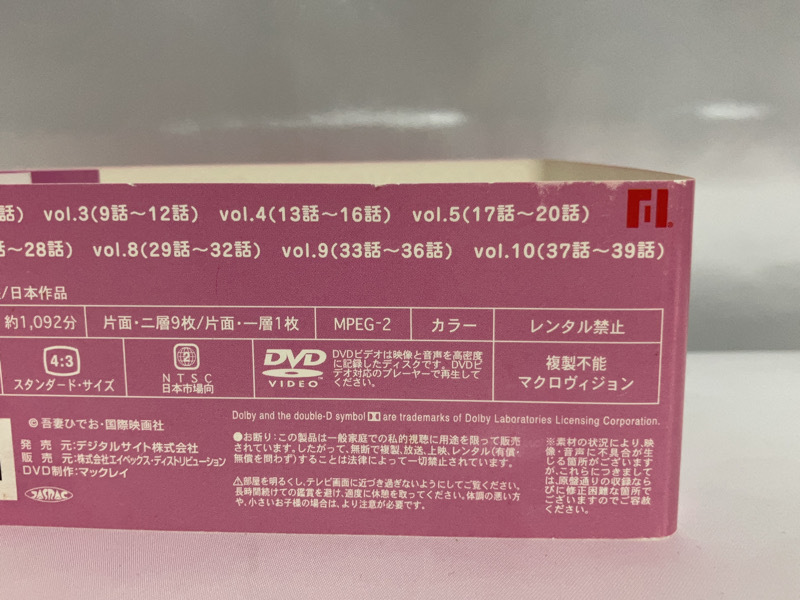 話) vol.3(9話〜12話) vol.4(13話〜16話) vol.5(17話〜20話)
話〜28話) vol.8(29話〜32話) vol.9(33話〜36話) vol.10(37話〜39話)
/日本作品
約1,092分 片面・二層9枚/片面・一層1枚 MPEG-2 カラー レンタル禁止
4:3
スタンダード・サイズ
2
NTSC
日本市場向
DVD
VIDEO
DVDビデオは映像と音声を高密度
に記録したディスクです。DVDビ
デオ対応のプレーヤーで再生して
ください。
複製不能
マクロヴィジョン
Dolby and the double-D symbol are trademarks of Dolby Laboratories Licensing Corporation.
©吾妻ひでお・国際映画社
発 売 元:デジタルサイト株式会社
販 売 元:株式会社エイベックス・ディストリビューション
DVD制作:マックレイ
JASRAC
●お断り:この製品は一般家庭での私的視聴に用途を限って販売
されています。したがって、無断で複製、放送、上映、レンタル(有償・
無償を問わず)することは法律によって一切禁止されています。
⚠部屋を明るくし、テレビ画面に近づき過ぎないようにしてご覧ください。
長時間続けての鑑賞を避け、適度に休憩を取ってください。体調の悪い方
や、小さいお子様の場合は、より注意が必要です。
※素材の状況により、映
像・音声に不具合が生
じる箇所がございます
が、これらにつきまして
は、原盤通りの収録なら
びに修正困難な箇所で
ございますのでご容赦
ください。